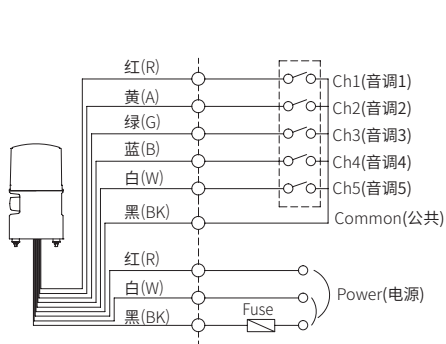 红(R) Ch1(音调1)
黄(A) Ch2(音调2)
绿(G) Ch3(音调3)
蓝(B) Ch4(音调4)
白(W) Ch5(音调5)
黑(BK) Common(公共)
红(R)
白(W) Power(电源)
黑(BK) Fuse